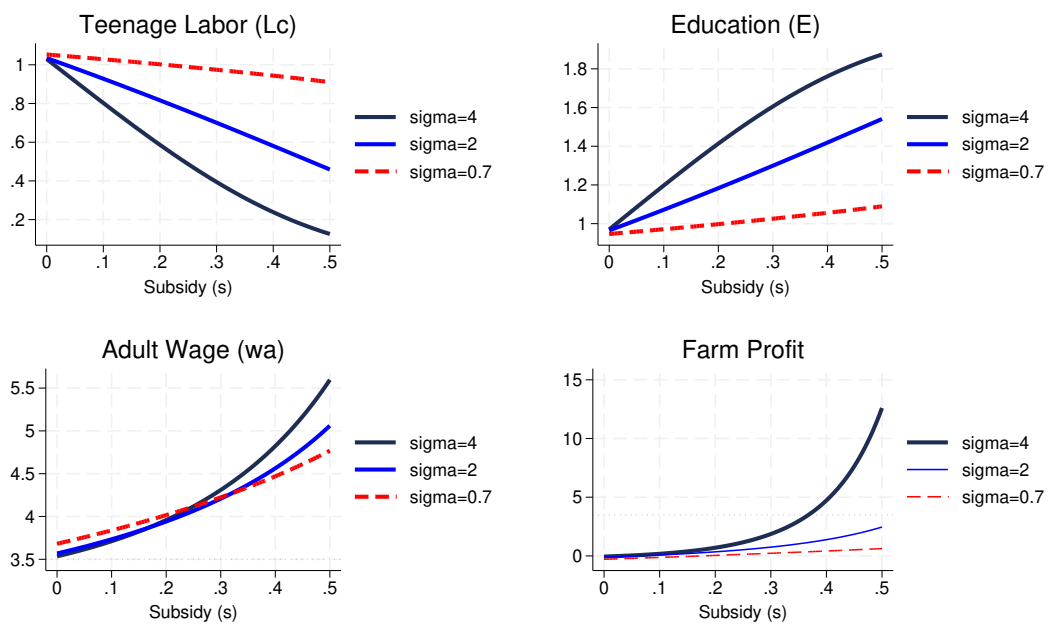 Teenage Labor (Lc)
1
.8
.6
.4
.2
0 .1 .2 .3 .4 .5
Subsidy (s)
sigma=4
sigma=2
sigma=0.7
Education (E)
1.8
1.6
1.4
1.2
1
0 .1 .2 .3 .4 .5
Subsidy (s)
sigma=4
sigma=2
sigma=0.7
Adult Wage (wa)
5.5
5
4.5
4
3.5
0 .1 .2 .3 .4 .5
Subsidy (s)
sigma=4
sigma=2
sigma=0.7
Farm Profit
15
10
5
0
0 .1 .2 .3 .4 .5
Subsidy (s)
sigma=4
sigma=2
sigma=0.7